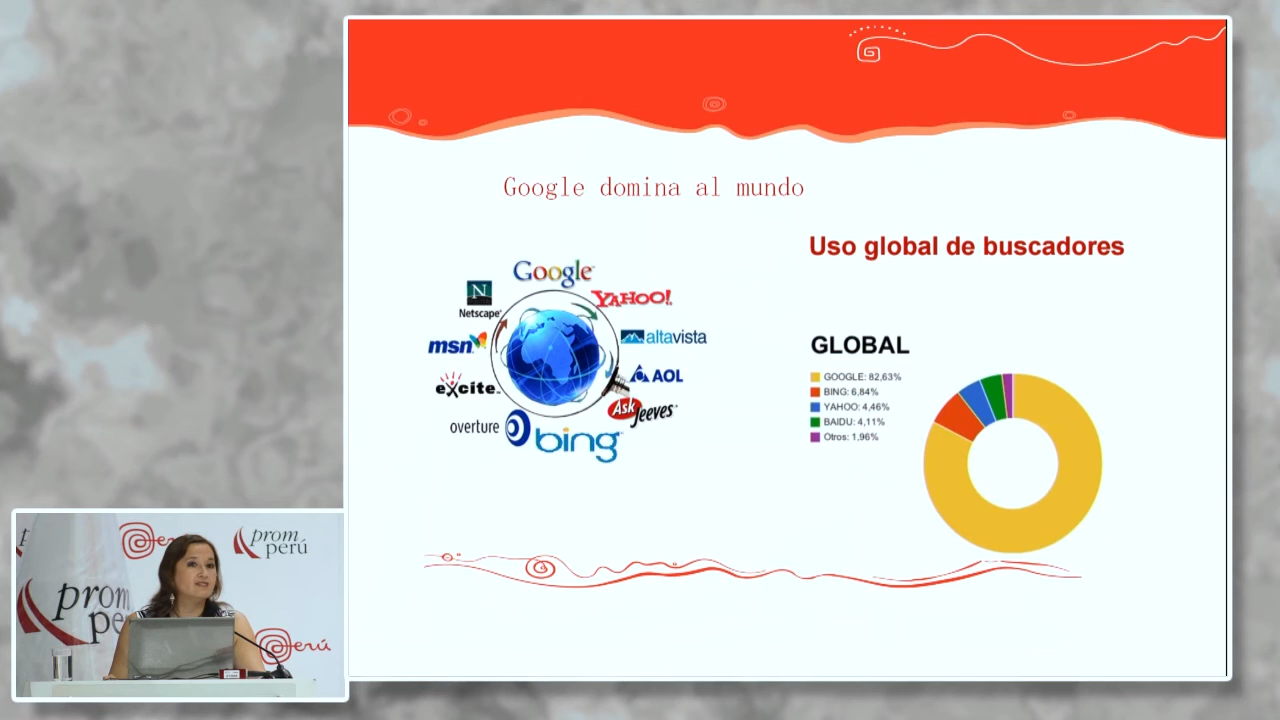 Google domina al mundo
Uso global de buscadores
Google
N
Netscape
YAHOO!
msn
altavista
excite
AOL
Ask Jeeves
overture
bing
GLOBAL
GOOGLE: 82,63%
BING: 6,84%
YAHOO: 4,46%
BAIDU: 4,11%
Otros: 1,96%
prom
perú
prom
pe
Perú